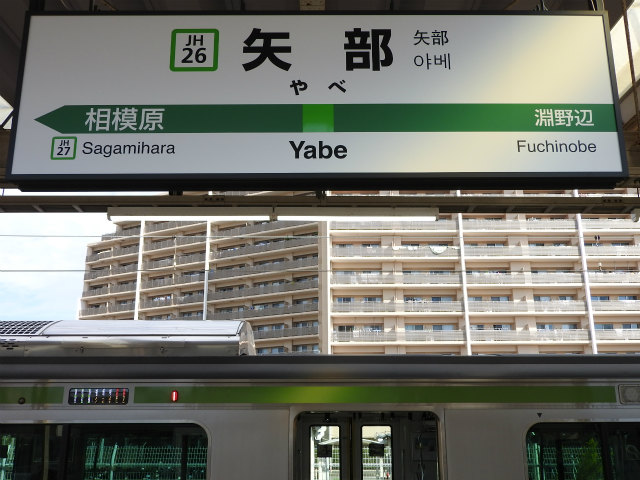 JH
26
矢部
矢部
야베
やべ
相模原
淵野辺
JH
27
Sagamihara
Yabe
Fuchinobe